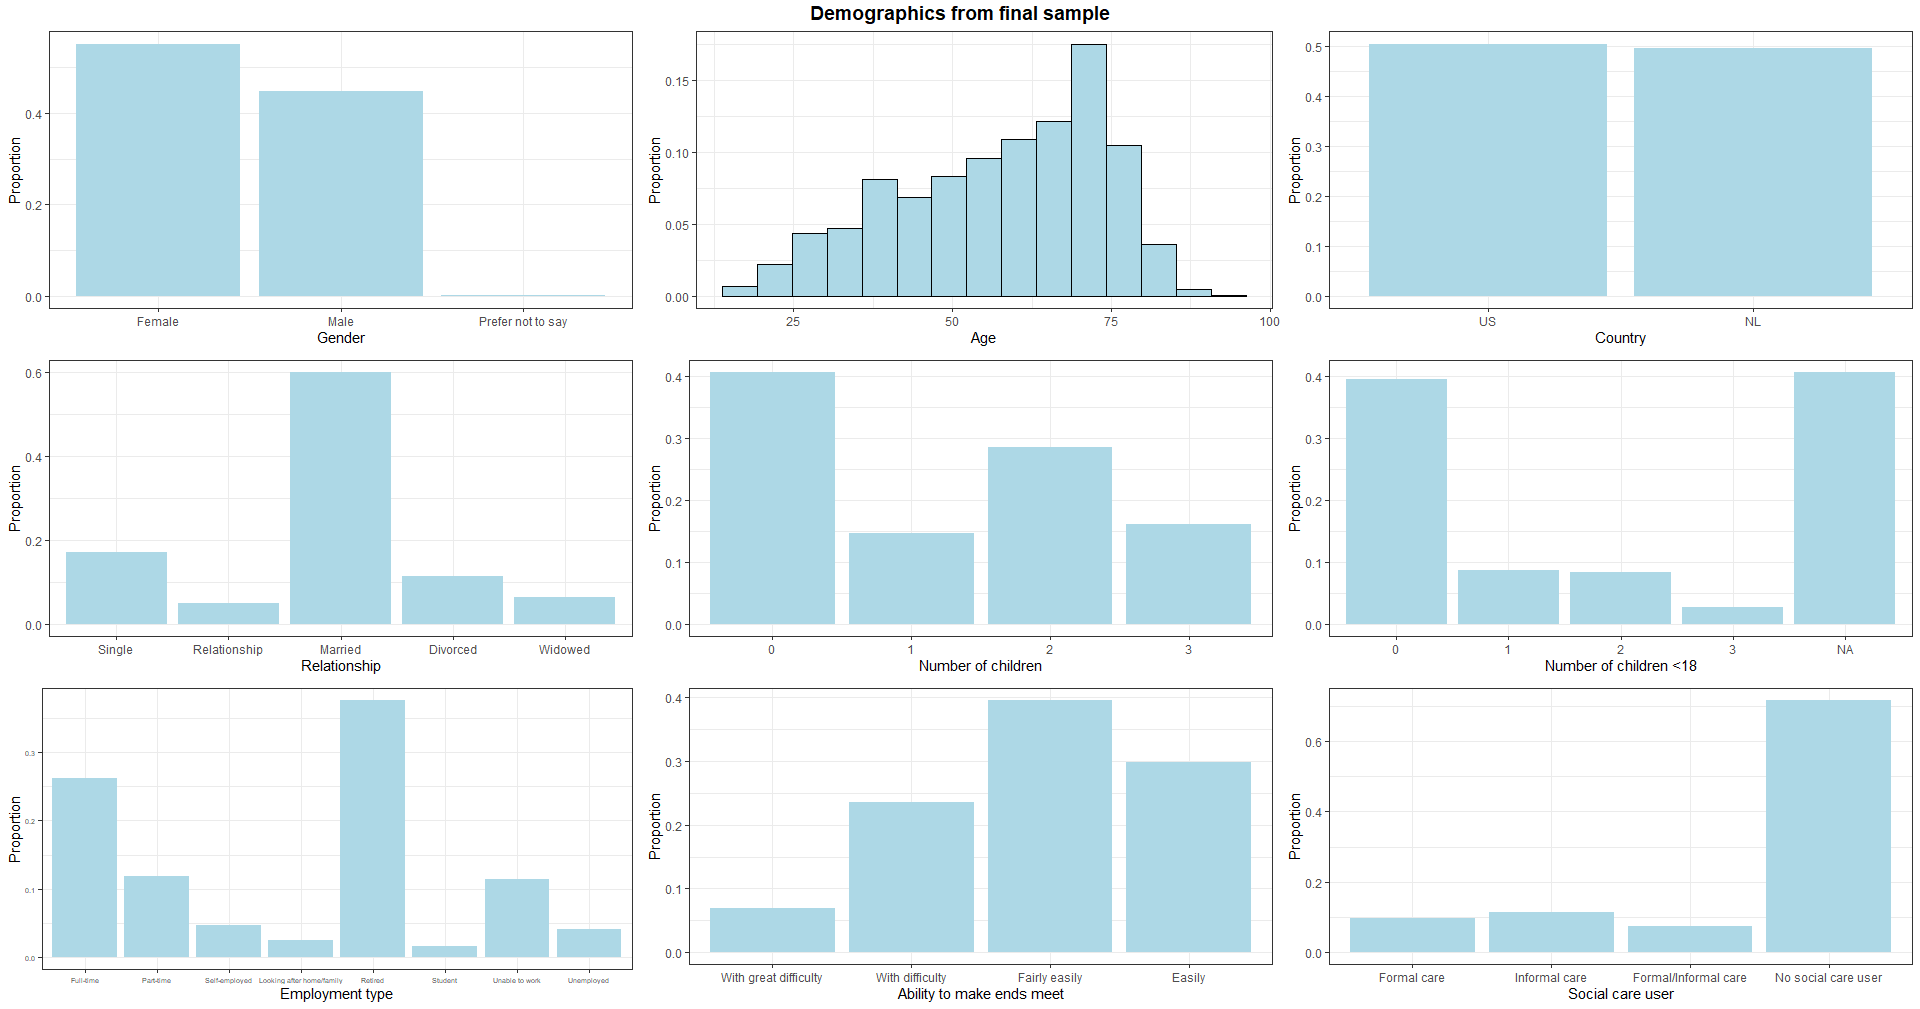 Demographics from final sample
Proportion
0.4
0.2
0.0
Female Male Prefer not to say
Gender
Proportion
0.15
0.10
0.05
0.00
25 50 75 100
Age
Proportion
0.5
0.4
0.3
0.2
0.1
0.0
US NL
Country
Proportion
0.6
0.4
0.2
0.0
Single Relationship Married Divorced Widowed
Relationship
Proportion
0.4
0.3
0.2
0.1
0.0
0 1 2 3
Number of children
Proportion
0.4
0.3
0.2
0.1
0.0
0 1 2 3 NA
Number of children <18
Proportion
0.3
0.2
0.1
0.0
Full-time Part-time Self-employed Looking after home/family Retired Student Unable to work Unemployed
Employment type
Proportion
0.4
0.3
0.2
0.1
0.0
With great difficulty With difficulty Fairly easily Easily
Ability to make ends meet
Proportion
0.6
0.4
0.2
0.0
Formal care Informal care Formal/Informal care No social care user
Social care user